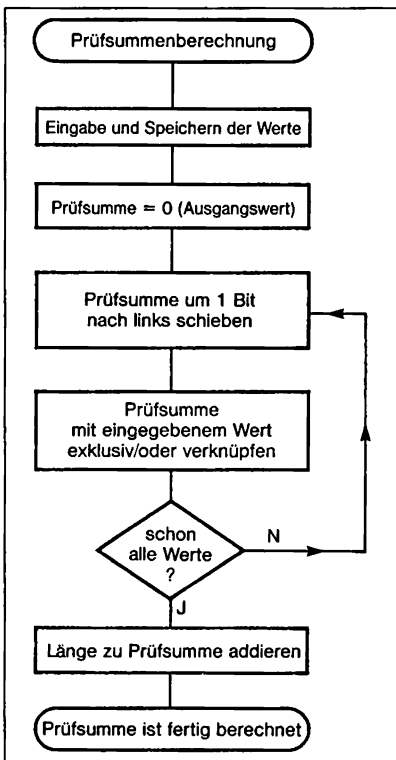 Prüfsummenberechnung
Eingabe und Speichern der Werte
Prüfsumme = 0 (Ausgangswert)
Prüfsumme um 1 Bit
nach links schieben
Prüfsumme
mit eingegebenem Wert
exklusiv/oder verknüpfen
schon
alle Werte
?
N
J
Länge zu Prüfsumme addieren
Prüfsumme ist fertig berechnet